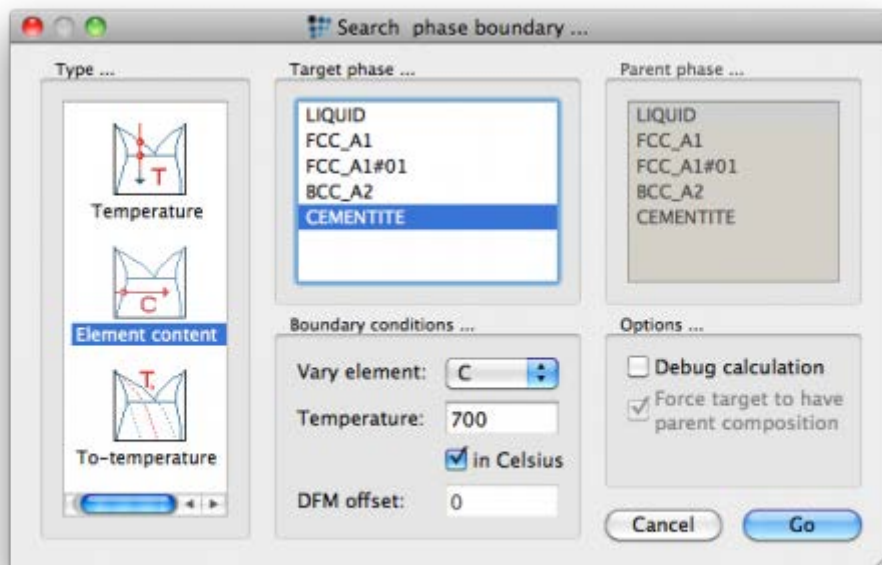 Search phase boundary ...
Type ...
T
Temperature
C
Element content
T.
To-temperature
Target phase ...
LIQUID
FCC_A1
FCC_A1#01
BCC_A2
CEMENTITE
Parent phase ...
LIQUID
FCC_A1
FCC_A1#01
BCC_A2
CEMENTITE
Boundary conditions ...
Vary element: C
Temperature: 700
in Celsius
DFM offset: 0
Options ...
Debug calculation
Force target to have
parent composition
Cancel
Go